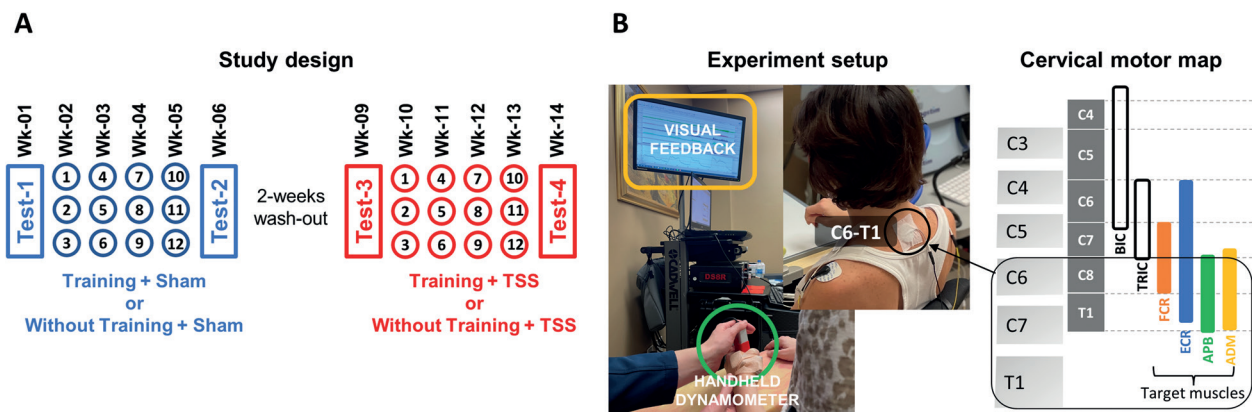 A
Study design
Wk-01
Wk-02
Wk-03
Wk-04
Wk-05
Wk-06
Test-1
1 4 7 10
2 5 8 11
3 6 9 12
Test-2
Training + Sham
or
Without Training + Sham
2-weeks
wash-out
Wk-09
Wk-10
Wk-11
Wk-12
Wk-13
Wk-14
Test-3
1 4 7 10
2 5 8 11
3 6 9 12
Test-4
Training + TSS
or
Without Training + TSS
B
Experiment setup
VISUAL
FEEDBACK
C6-T1
DS8R
CADWELL
HANDHELD
DYNAMOMETER
Cervical motor map
C3
C4
C5
C6
C7
T1
C4
C5
C6
C7
C8
T1
BIC
TRIC
FCR
ECR
APB
ADM
Target muscles